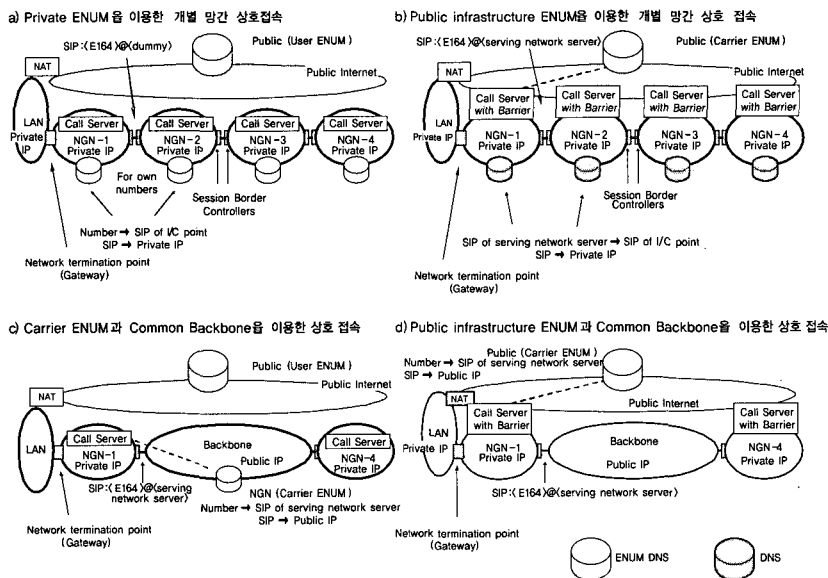 a) Private ENUM을 이용한 개별 망간 상호접속
SIP:(E164)@(dummy)
Public (User ENUM)
NAT
Public Internet
LAN
Private IP
Call Server
NGN-1
Private IP
Call Server
NGN-2
Private IP
Call Server
NGN-3
Private IP
Call Server
NGN-4
Private IP
For own numbers
Session Border
Controllers
Number → SIP of I/C point
SIP → Private IP
Network termination point
(Gateway)
b) Public infrastructure ENUM을 이용한 개별 망간 상호 접속
SIP:(E164)@(serving network server)
Public (Carrier ENUM)
NAT
Public Internet
LAN
Private IP
Call Server
with Barrier
NGN-1
Private IP
Call Server
with Barrier
NGN-2
Private IP
Call Server
with Barrier
NGN-3
Private IP
Call Server
with Barrier
NGN-4
Private IP
Session Border
Controllers
SIP of serving network server → SIP of I/C point
SIP → Private IP
Network termination point
(Gateway)
c) Carrier ENUM과 Common Backbone을 이용한 상호 접속
Public (User ENUM)
NAT
Public Internet
LAN
Call Server
NGN-1
Private IP
Backbone
Public IP
Call Server
NGN-4
Private IP
SIP:(E164)@(serving
network server)
NGN (Carrier ENUM)
Number → SIP of serving network server
SIP → Public IP
Network termination point
(Gateway)
d) Public infrastructure ENUM과 Common Backbone을 이용한 상호 접속
Public (Carrier ENUM)
Number → SIP of serving network server
SIP → Public IP
NAT
Public Internet
LAN
Private IP
Call Server
with Barrier
NGN-1
Private IP
Backbone
Public IP
Call Server
with Barrier
NGN-4
Private IP
SIP:(E164)@(serving network server)
Network termination point
(Gateway)
ENUM DNS
DNS